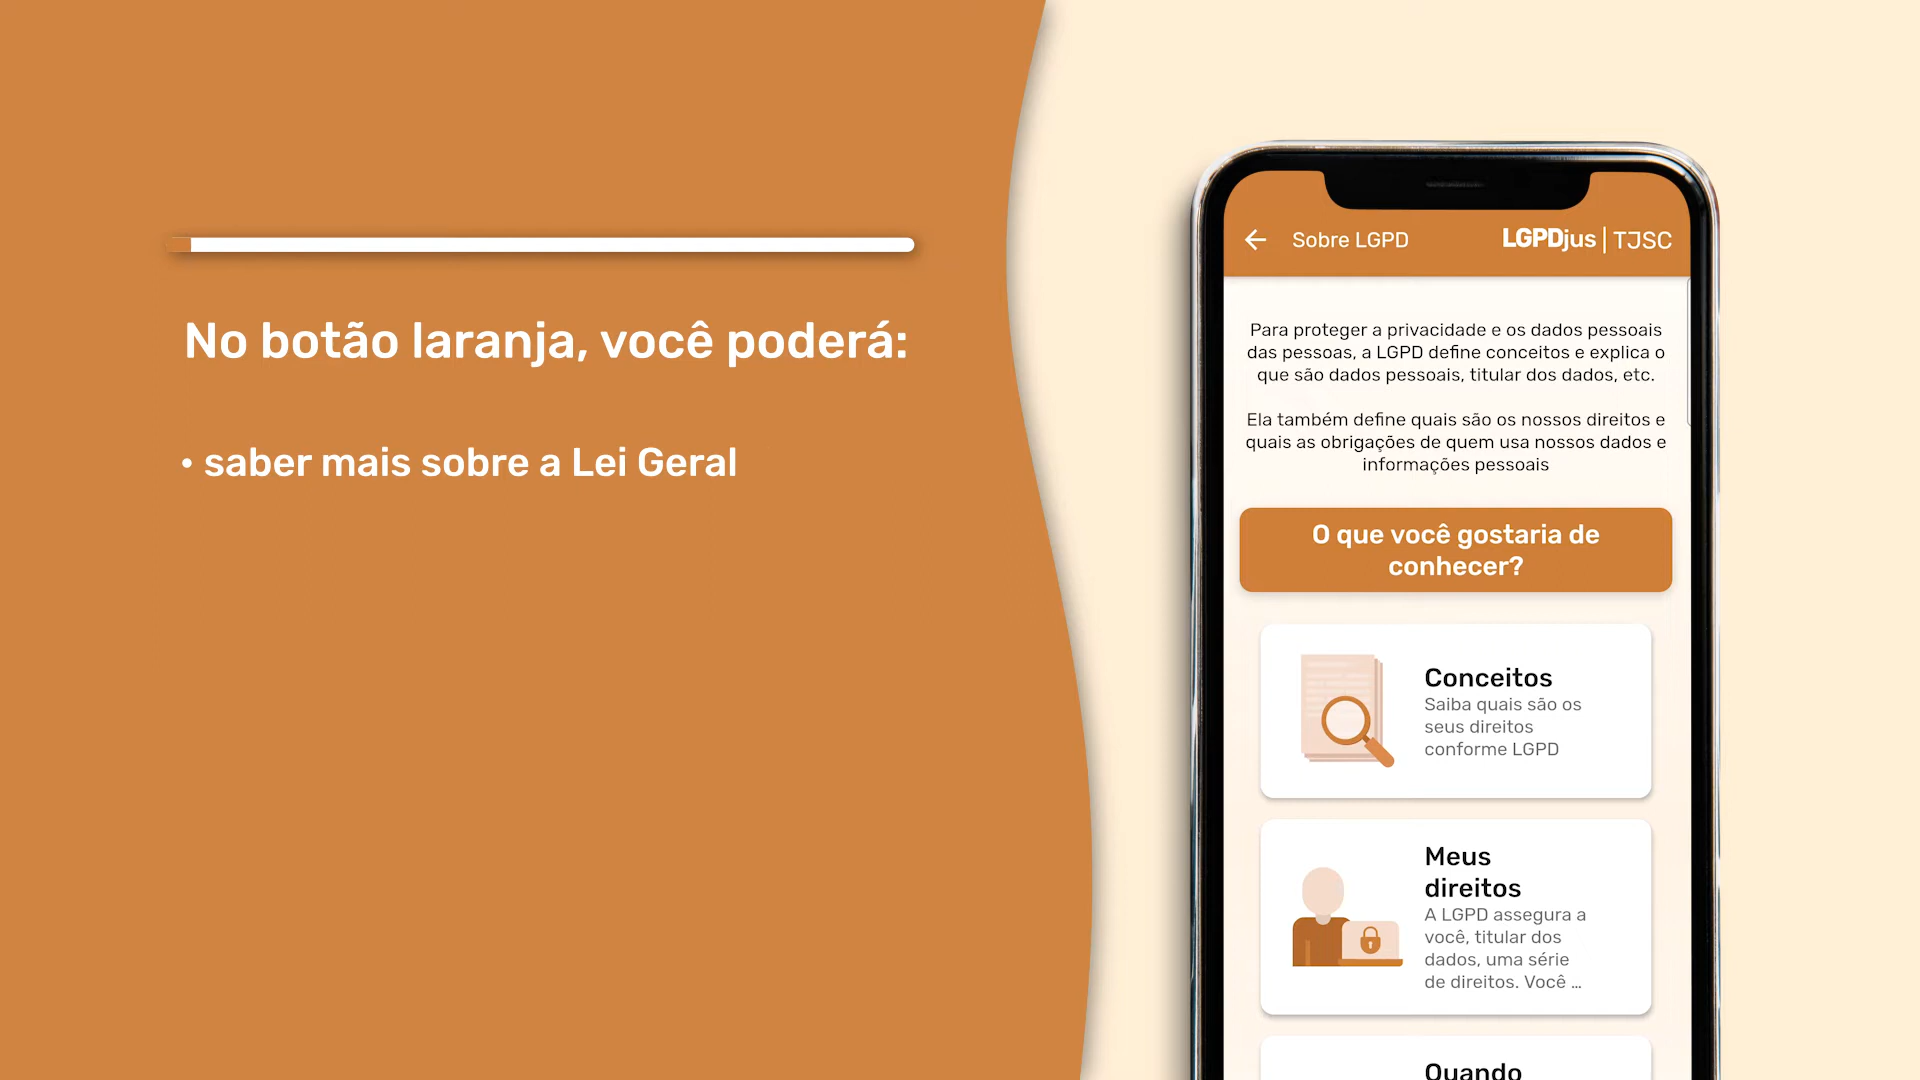 No botão laranja, você poderá:
• saber mais sobre a Lei Geral
Sobre LGPD
LGPDjus | TJSC
Para proteger a privacidade e os dados pessoais
das pessoas, a LGPD define conceitos e explica o
que são dados pessoais, titular dos dados, etc.
Ela também define quais são os nossos direitos e
quais as obrigações de quem usa nossos dados e
informações pessoais
O que você gostaria de
conhecer?
Conceitos
Saiba quais são os
seus direitos
conforme LGPD
Meus
direitos
A LGPD assegura a
você, titular dos
dados, uma série
de direitos. Você ...
Quando